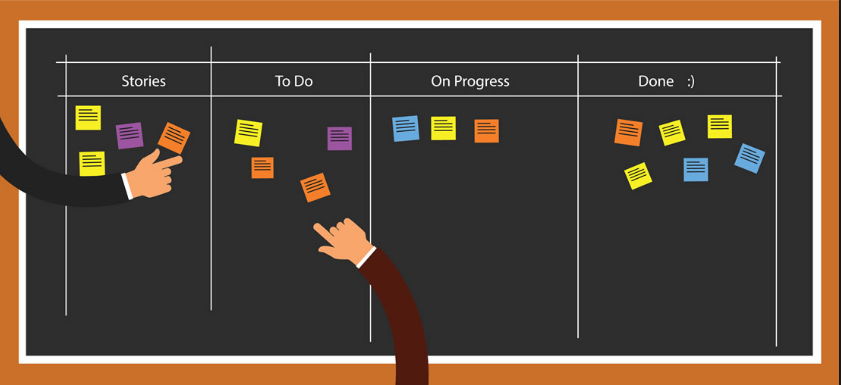 Stories
To Do
On Progress
Done :)